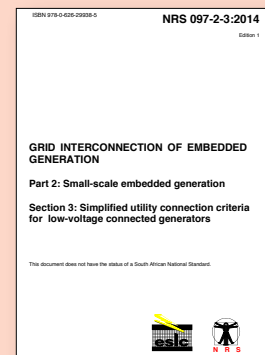 ISBN 978-0-626-29938-5
NRS 097-2-3:2014
Edition 1
GRID INTERCONNECTION OF EMBEDDED
GENERATION
Part 2: Small-scale embedded generation
Section 3: Simplified utility connection criteria
for low-voltage connected generators
This document does not have the status of a South African National Standard.
eslc
N R S